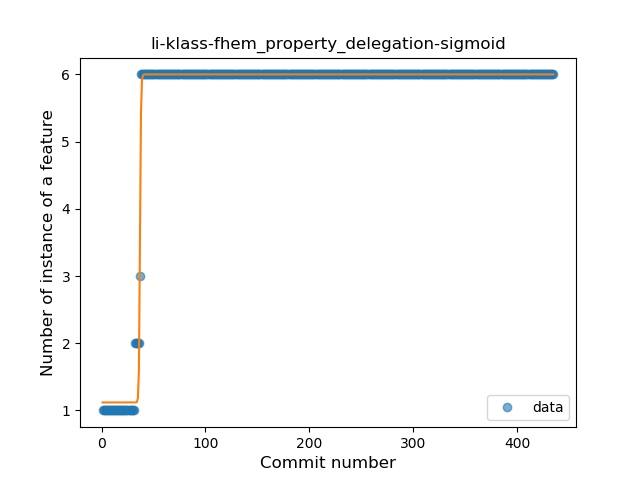 li-klass-fhem_property_delegation-sigmoid
Number of instance of a feature
6
5
4
3
2
1
data
0
100
200
300
400
Commit number